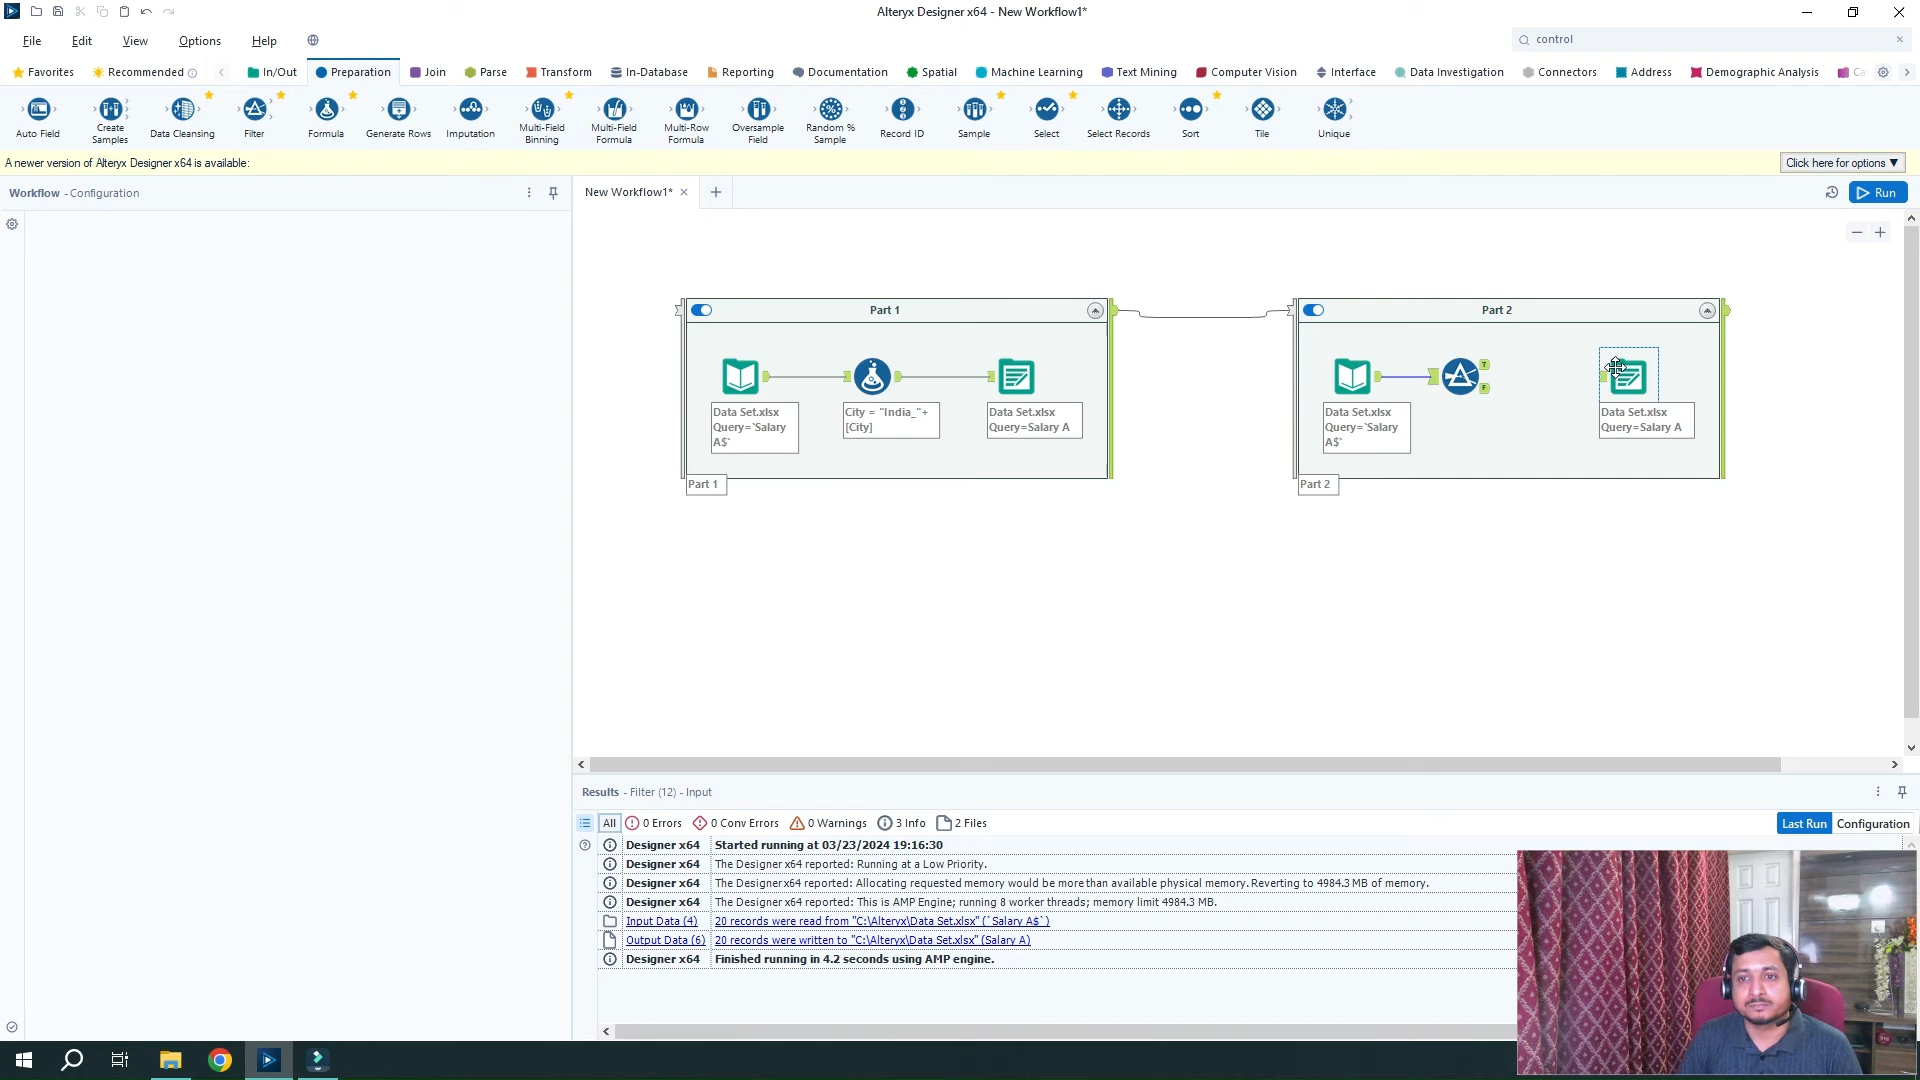 Alteryx Designer x64 - New Workflow1*
File
Edit
View
Options
Help
control
Favorites
Recommended
In/Out
Preparation
Join
Parse
Transform
In-Database
Reporting
Documentation
Spatial
Machine Learning
Text Mining
Computer Vision
Interface
Data Investigation
Connectors
Address
Demographic Analysis
Ca
Auto Field
Create
Samples
Data Cleansing
Filter
Formula
Generate Rows
Imputation
Multi-Field
Binning
Multi-Field
Formula
Multi-Row
Formula
Oversample
Field
Random %
Sample
Record ID
Sample
Select
Select Records
Sort
Tile
Unique
A newer version of Alteryx Designer x64 is available:
Click here for options ▼
Workflow - Configuration
New Workflow1*
Run
Part 1
Data Set.xlsx
Query=`Salary
A$`
City = "India_"+
[City]
Data Set.xlsx
Query=Salary A
Part 1
Part 2
T
F
Data Set.xlsx
Query=`Salary
A$`
Data Set.xlsx
Query=Salary A
Part 2
Results - Filter (12) - Input
All
0 Errors
0 Conv Errors
0 Warnings
3 Info
2 Files
Last Run
Configuration
Designer x64 Started running at 03/23/2024 19:16:30
Designer x64 The Designer x64 reported: Running at a Low Priority.
Designer x64 The Designer x64 reported: Allocating requested memory would be more than available physical memory. Reverting to 4984.3 MB of memory.
Designer x64 The Designer x64 reported: This is AMP Engine; running 8 worker threads; memory limit 4984.3 MB.
Input Data (4) 20 records were read from "C:\Alteryx\Data Set.xlsx" (`Salary A$`)
Output Data (6) 20 records were written to "C:\Alteryx\Data Set.xlsx" (Salary A)
Designer x64 Finished running in 4.2 seconds using AMP engine.